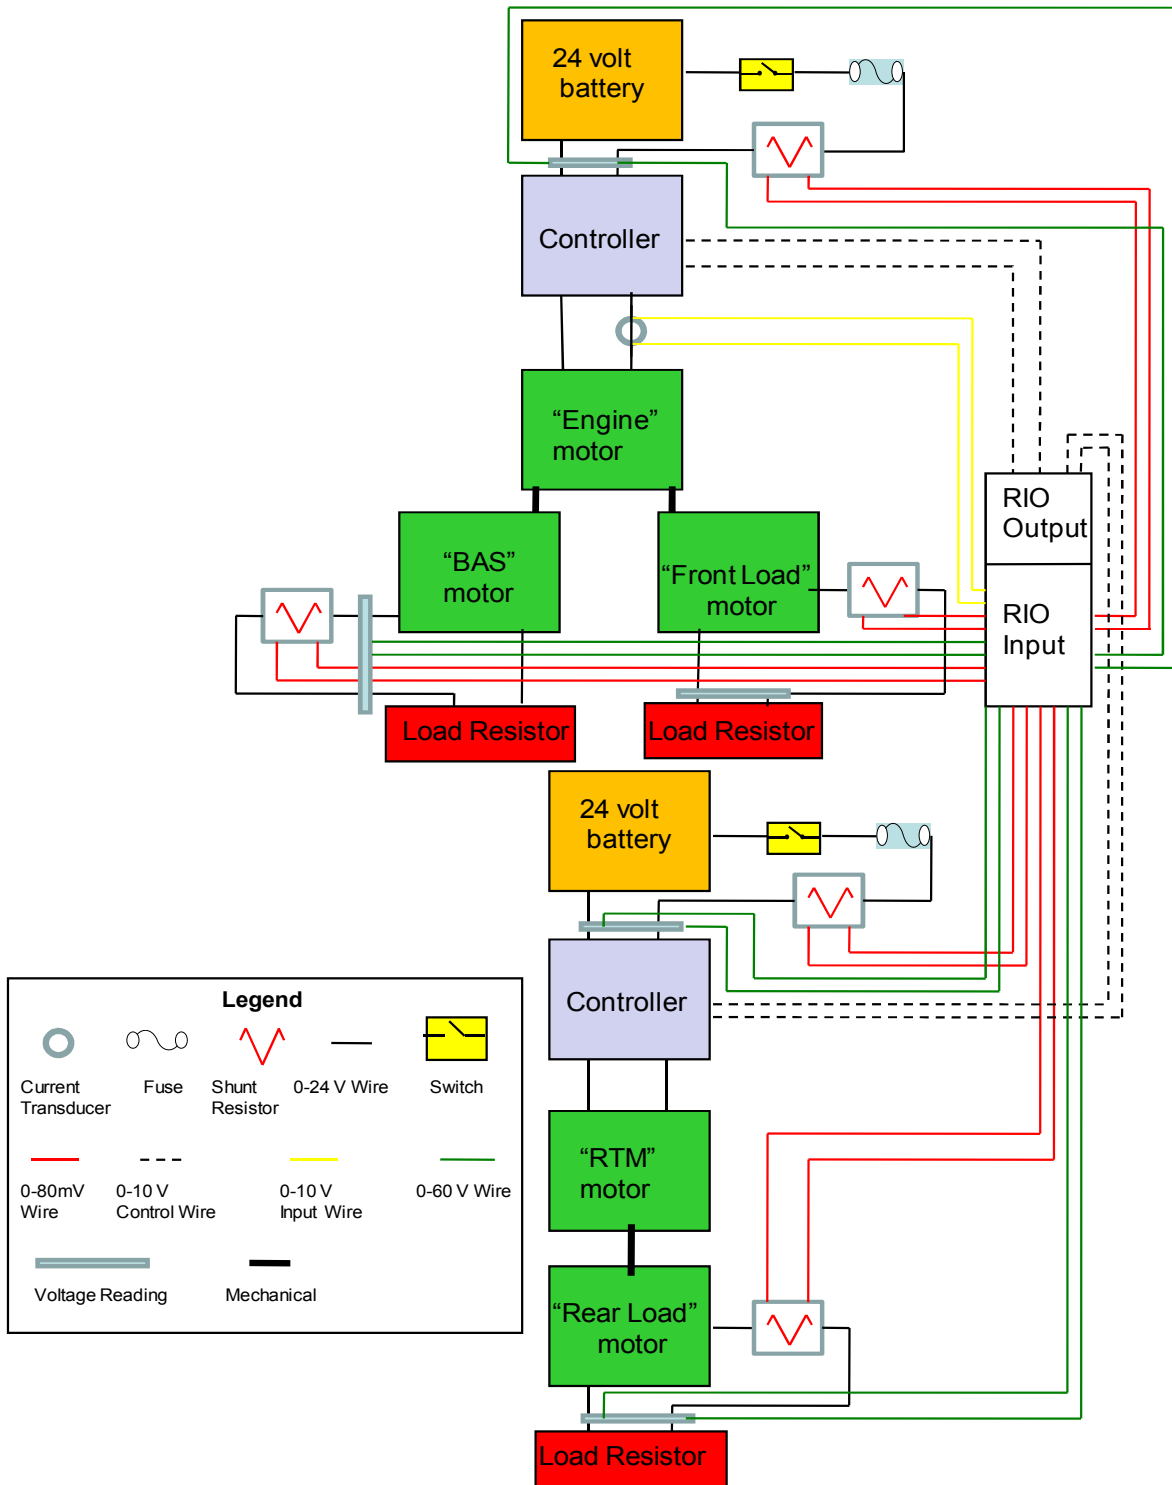 24 volt
battery
Controller
“Engine”
motor
RIO
Output
“BAS”
motor
“Front Load”
motor
RIO
Input
Load Resistor
Load Resistor
24 volt
battery
Controller
Legend
Current
Transducer
Fuse
Shunt
Resistor
0-24 V Wire
Switch
0-80mV
Wire
0-10 V
Control Wire
0-10 V
Input Wire
0-60 V Wire
Voltage Reading
Mechanical
“RTM”
motor
“Rear Load”
motor
Load Resistor